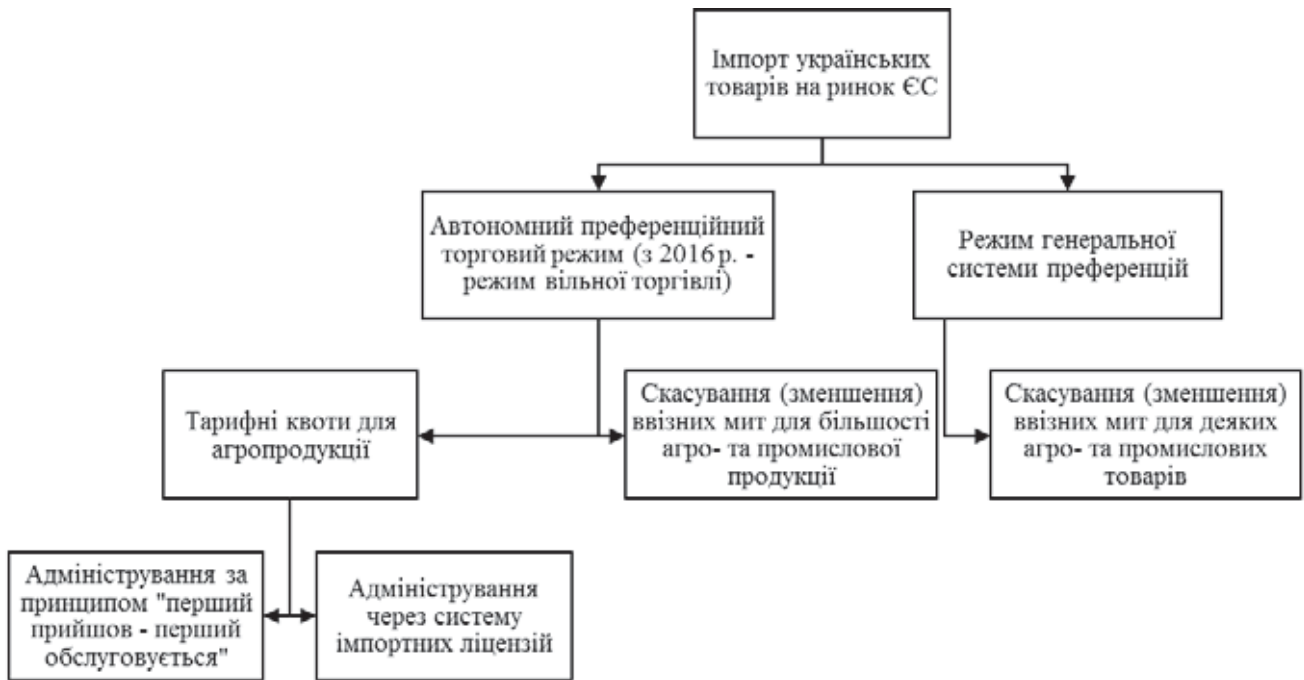 Імпорт українських
товарів на ринок ЄС
Автономний преференційний
торговий режим (з 2016 р. -
режим вільної торгівлі)
Режим генеральної
системи преференцій
Тарифні квоти для
агропродукції
Скасування (зменшення)
ввізних мит для більшості
агро- та промислової
продукції
Скасування (зменшення)
ввізних мит для деяких
агро- та промислових
товарів
Адміністрування за
принципом "перший
прийшов - перший
обслуговується"
Адміністрування
через систему
імпортних ліцензій